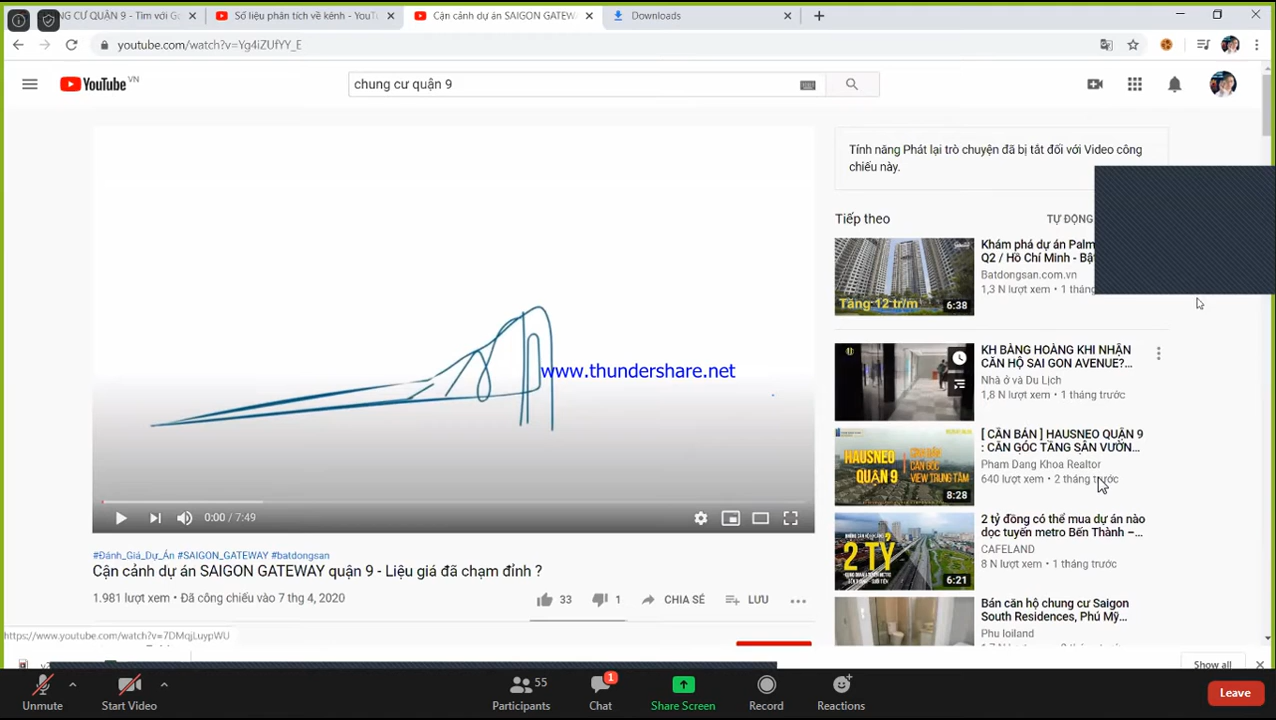 NG CƯ QUẬN 9 - Tìm với Go
Số liệu phân tích về kênh - YouTu
Cận cảnh dự án SAIGON GATEW
Downloads
youtube.com/watch?v=Yg4iZUfYY_E
YouTube VN
chung cư quận 9
www.thundershare.net
0:00 / 7:49
#Đánh_Giá_Dự_Án #SAIGON_GATEWAY #batdongsan
Cận cảnh dự án SAIGON GATEWAY quận 9 - Liệu giá đã chạm đỉnh ?
1.981 lượt xem • Đã công chiếu vào 7 thg 4, 2020
33
1
CHIA SẺ
LƯU
Tính năng Phát lại trò chuyện đã bị tắt đối với Video công
chiếu này.
Tiếp theo
TỰ ĐỘNG
Tầng 12 tr/m
6:38
Khám phá dự án Palm
Q2 / Hồ Chí Minh - Bất
Batdongsan.com.vn
1,3 N lượt xem • 1 tháng
KH BÀNG HOÀNG KHI NHẬN
CĂN HỘ SAI GON AVENUE?...
Nhà ở và Du Lịch
1,8 N lượt xem • 1 tháng trước
HAUSNEO
QUẬN 9
CĂN GÓC
VIEW TRUNG TÂM
8:28
[ CẦN BÁN ] HAUSNEO QUẬN 9
: CĂN GÓC TẦNG SÂN VƯỜN...
Pham Dang Khoa Realtor
640 lượt xem • 2 tháng trước
2 TỶ
6:21
2 tỷ đồng có thể mua dự án nào
dọc tuyến metro Bến Thành –...
CAFELAND
8 N lượt xem • 1 tháng trước
Bán căn hộ chung cư Saigon
South Residences, Phú Mỹ...
Phu loiland
https://www.youtube.com/watch?v=7DMqjLuypWU
Show all
Unmute
Start Video
55
Participants
1
Chat
Share Screen
Record
Reactions
Leave